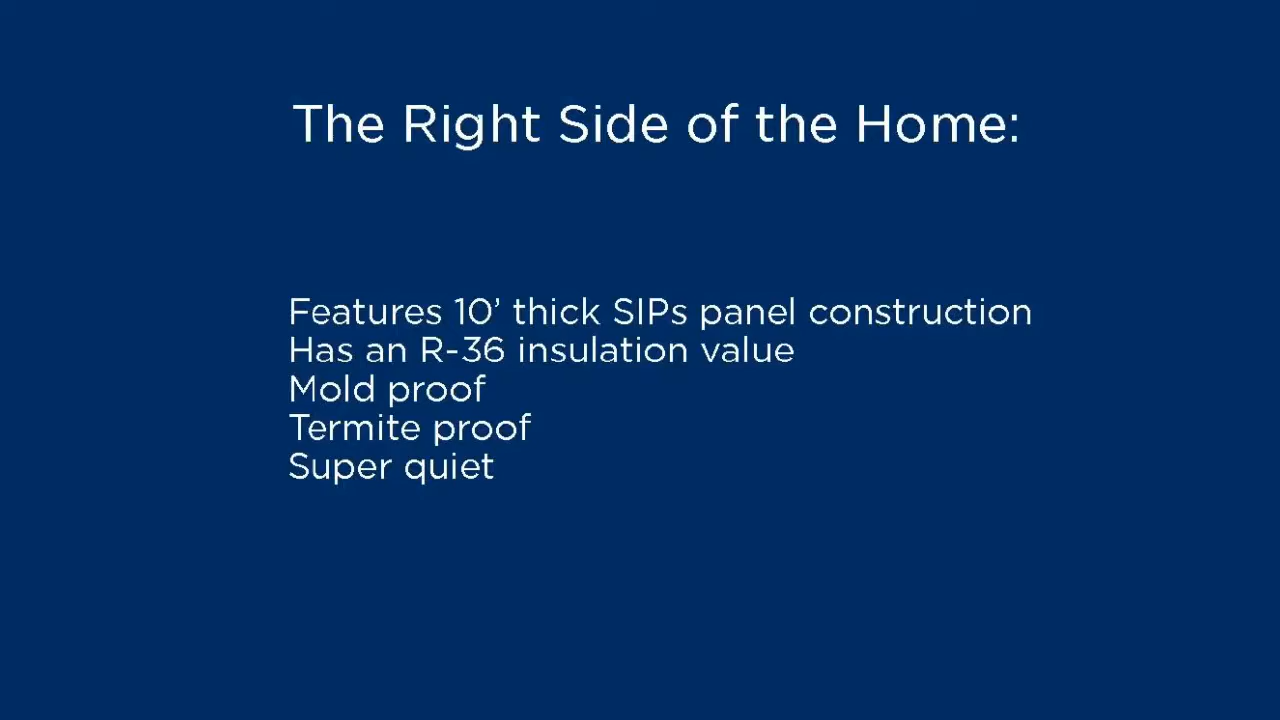 The Right Side of the Home:
Features 10’ thick SIPs panel construction
Has an R-36 insulation value
Mold proof
Termite proof
Super quiet